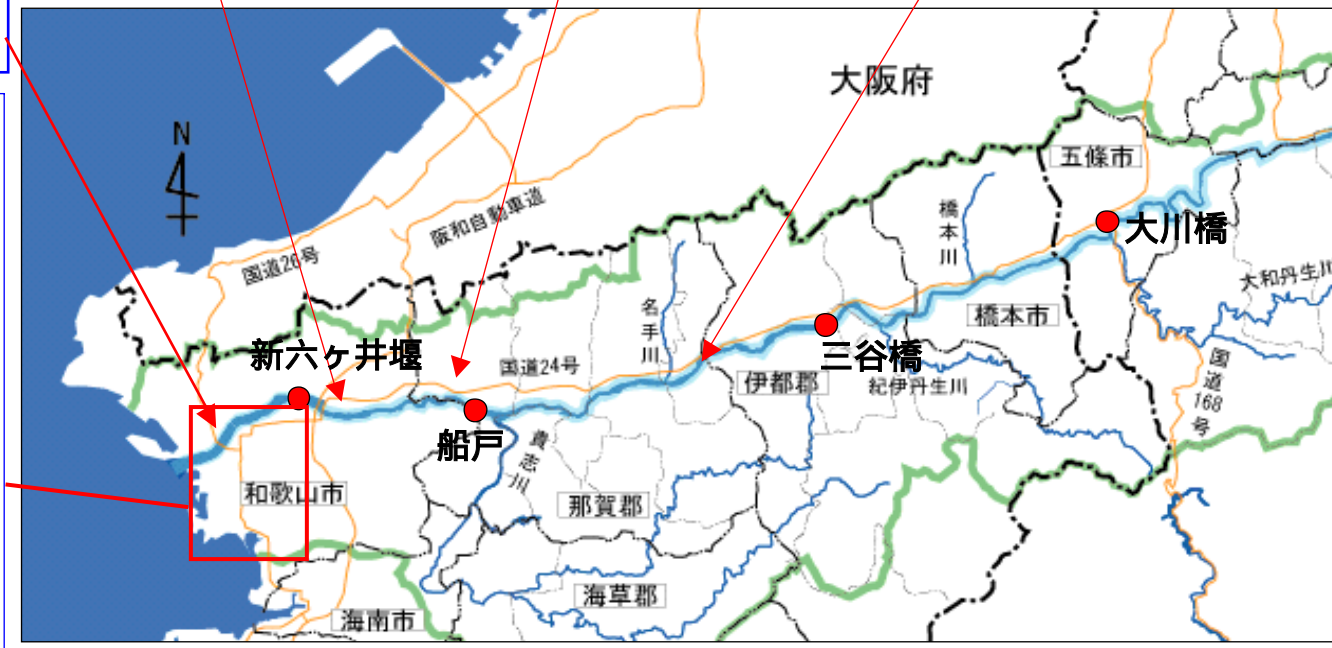 大阪府
N
五條市
橋本川
大川橋
阪和自動車道
国道26号
大和丹生川
名手川
橋本市
新六ヶ井堰
国道24号
三谷橋
伊都郡
紀伊丹生川
国道168号
船戸
貴志川
和歌山市
那賀郡
海草郡
海南市